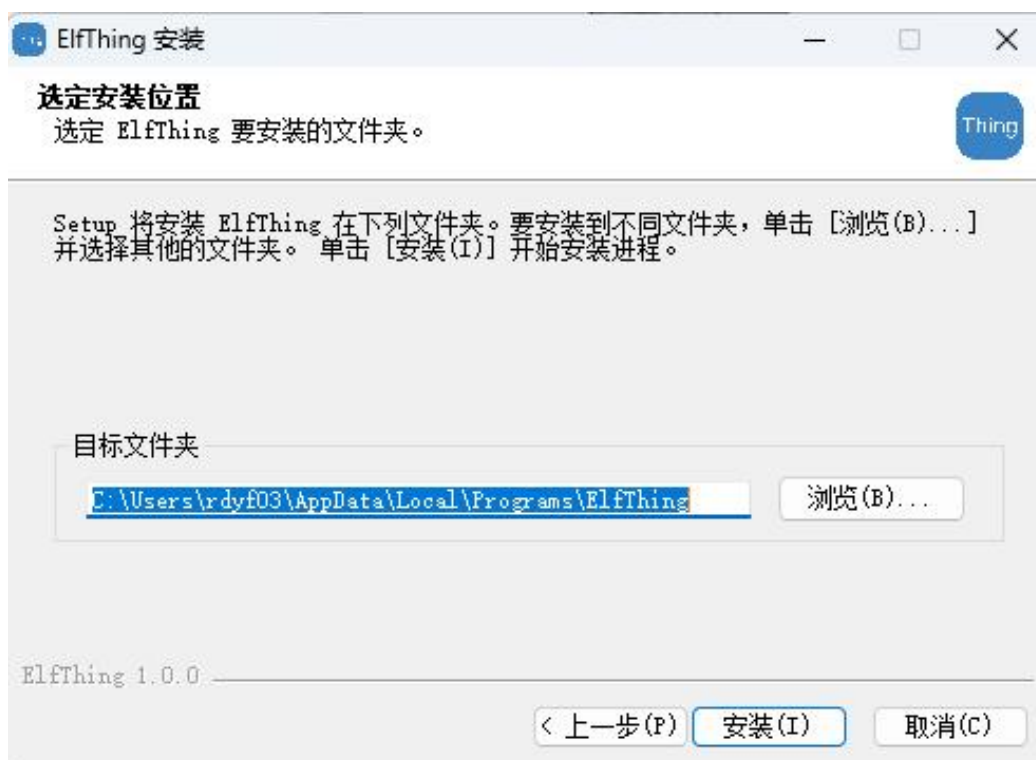 ElfThing 安装
选定安装位置
选定 ElfThing 要安装的文件夹。
Thing
Setup 将安装 ElfThing 在下列文件夹。要安装到不同文件夹，单击 [浏览(B)...]
并选择其他的文件夹。 单击 [安装(I)] 开始安装进程。
目标文件夹
C:\Users\rdyf03\AppData\Local\Programs\ElfThing
浏览(B)...
ElfThing 1.0.0
< 上一步(P)
安装(I)
取消(C)